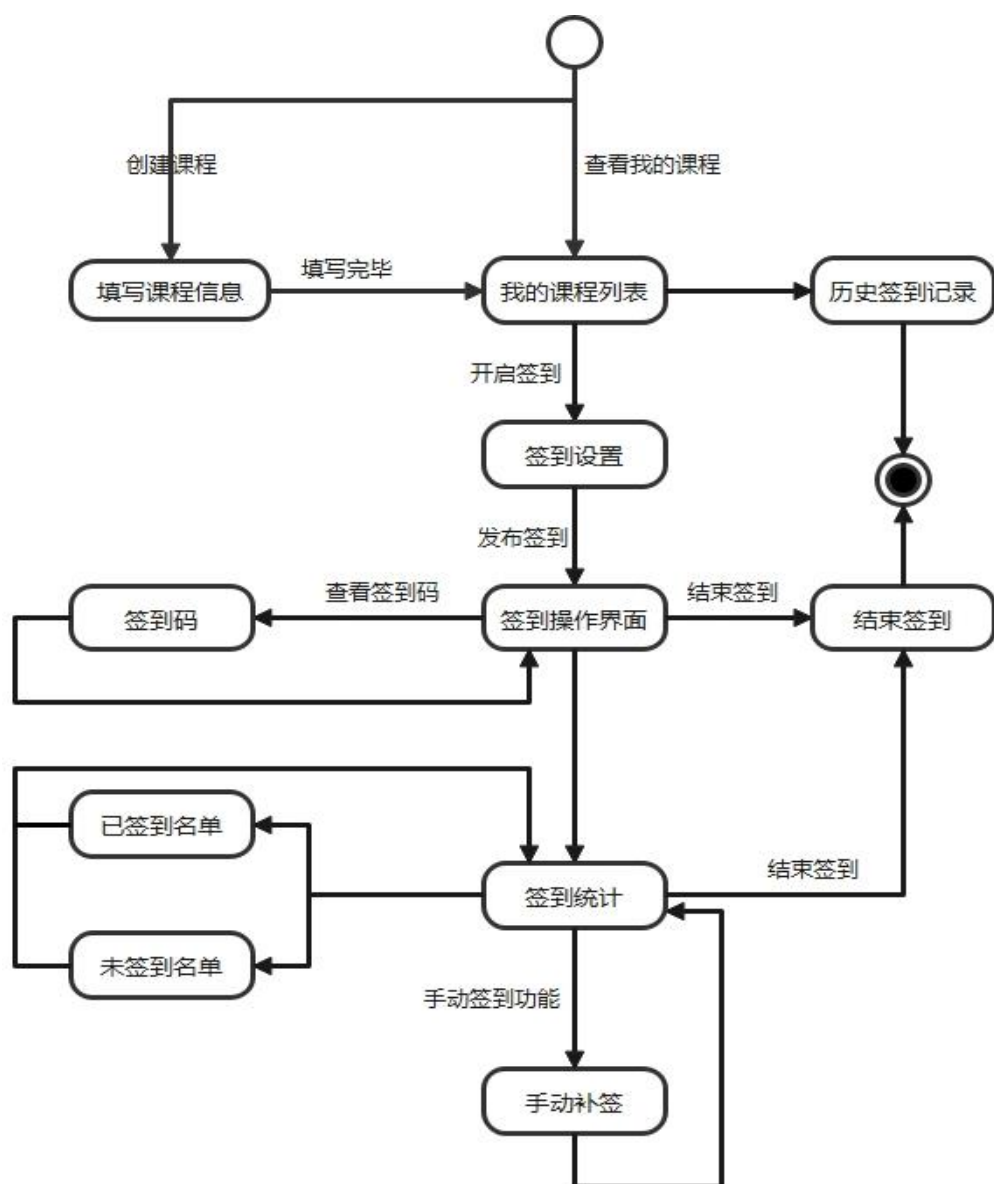 创建课程
查看我的课程
填写课程信息
填写完毕
我的课程列表
历史签到记录
开启签到
签到设置
发布签到
签到码
查看签到码
签到操作界面
结束签到
结束签到
已签到名单
签到统计
结束签到
未签到名单
手动签到功能
手动补签